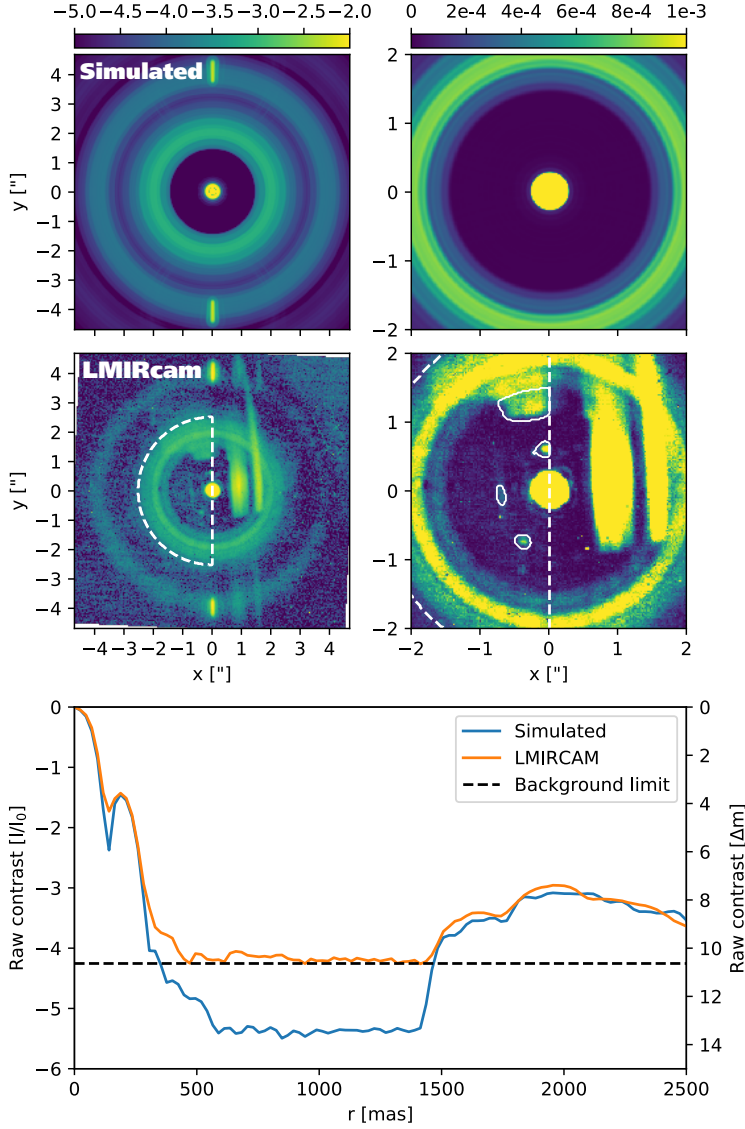 −5.0 −4.5 −4.0 −3.5 −3.0 −2.5 −2.0
0 2e-4 4e-4 6e-4 8e-4 1e-3
Simulated
4
3
2
1
0
−1
−2
−3
−4
y ["]
2
1
0
−1
−2
LMIRcam
4
3
2
1
0
−1
−2
−3
−4
y ["]
−4 −3 −2 −1 0 1 2 3 4
x ["]
2
1
0
−1
−2
−2 −1 0 1 2
x ["]
0
−1
−2
−3
−4
−5
−6
Raw contrast [I/I0]
Simulated
LMIRCAM
Background limit
0
2
4
6
8
10
12
14
Raw contrast [Δm]
0 500 1000 1500 2000 2500
r [mas]